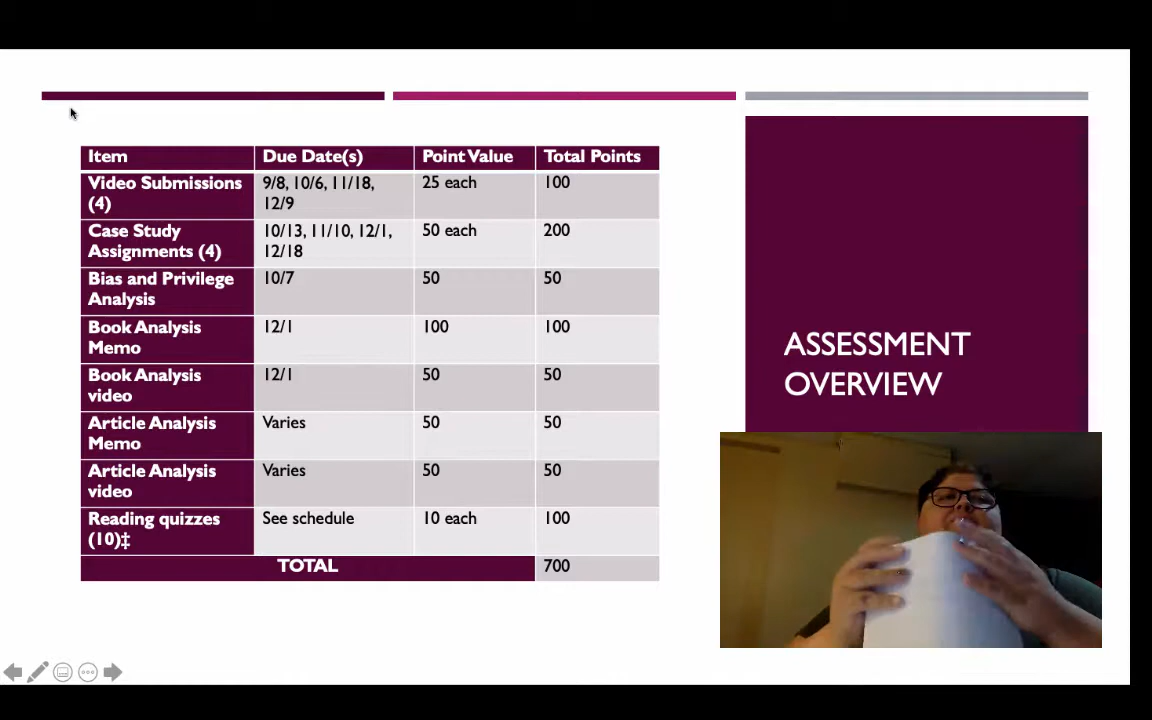 Item Due Date(s) Point Value Total Points
Video Submissions 9/8, 10/6, 11/18, 25 each 100
(4) 12/9
Case Study 10/13, 11/10, 12/1, 50 each 200
Assignments (4) 12/18
Bias and Privilege 10/7 50 50
Analysis
Book Analysis 12/1 100 100
Memo
Book Analysis 12/1 50 50
video
Article Analysis Varies 50 50
Memo
Article Analysis Varies 50 50
video
Reading quizzes See schedule 10 each 100
(10)‡
TOTAL 700
ASSESSMENT
OVERVIEW